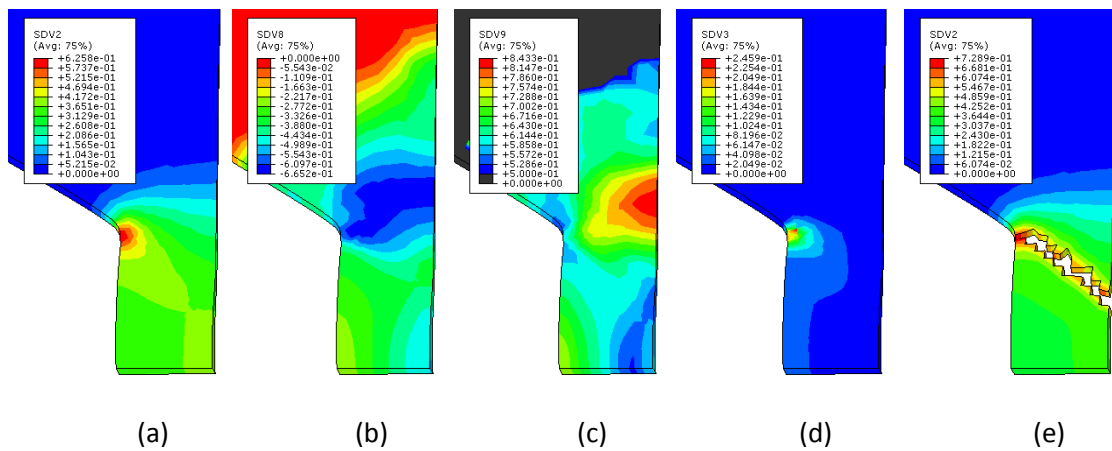 SDV2
(Avg: 75%)
+6.258e-01
+5.737e-01
+5.215e-01
+4.694e-01
+4.172e-01
+3.651e-01
+3.129e-01
+2.608e-01
+2.086e-01
+1.565e-01
+1.043e-01
+5.215e-02
+0.000e+00
SDV8
(Avg: 75%)
+0.000e+00
-5.543e-02
-1.109e-01
-1.663e-01
-2.217e-01
-2.772e-01
-3.326e-01
-3.880e-01
-4.434e-01
-4.989e-01
-5.543e-01
-6.097e-01
-6.652e-01
SDV9
(Avg: 75%)
+8.433e-01
+8.147e-01
+7.860e-01
+7.574e-01
+7.288e-01
+7.002e-01
+6.716e-01
+6.430e-01
+6.144e-01
+5.858e-01
+5.572e-01
+5.286e-01
+5.000e-01
+0.000e+00
SDV3
(Avg: 75%)
+2.459e-01
+2.254e-01
+2.049e-01
+1.844e-01
+1.639e-01
+1.434e-01
+1.229e-01
+1.024e-01
+8.196e-02
+6.147e-02
+4.098e-02
+2.049e-02
+0.000e+00
SDV2
(Avg: 75%)
+7.289e-01
+6.681e-01
+6.074e-01
+5.467e-01
+4.859e-01
+4.252e-01
+3.644e-01
+3.037e-01
+2.430e-01
+1.822e-01
+1.215e-01
+6.074e-02
+0.000e+00
(a) (b) (c) (d) (e)